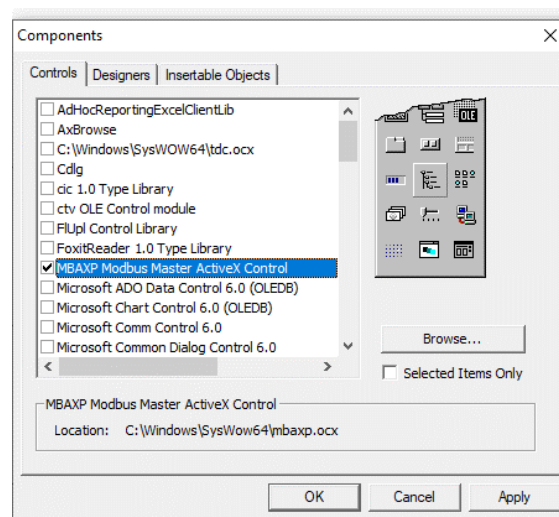 Components
Controls Designers Insertable Objects
AdHocReportingExcelClientLib
AxBrowse
C:\Windows\SysWOW64\tdc.ocx
Cdlg
cic 1.0 Type Library
ctv OLE Control module
FlUpl Control Library
FoxitReader 1.0 Type Library
MBAXP Modbus Master ActiveX Control
Microsoft ADO Data Control 6.0 (OLEDB)
Microsoft Chart Control 6.0 (OLEDB)
Microsoft Comm Control 6.0
Microsoft Common Dialog Control 6.0
OLE
Browse...
Selected Items Only
MBAXP Modbus Master ActiveX Control
Location: C:\Windows\SysWow64\mbaxp.ocx
OK Cancel Apply